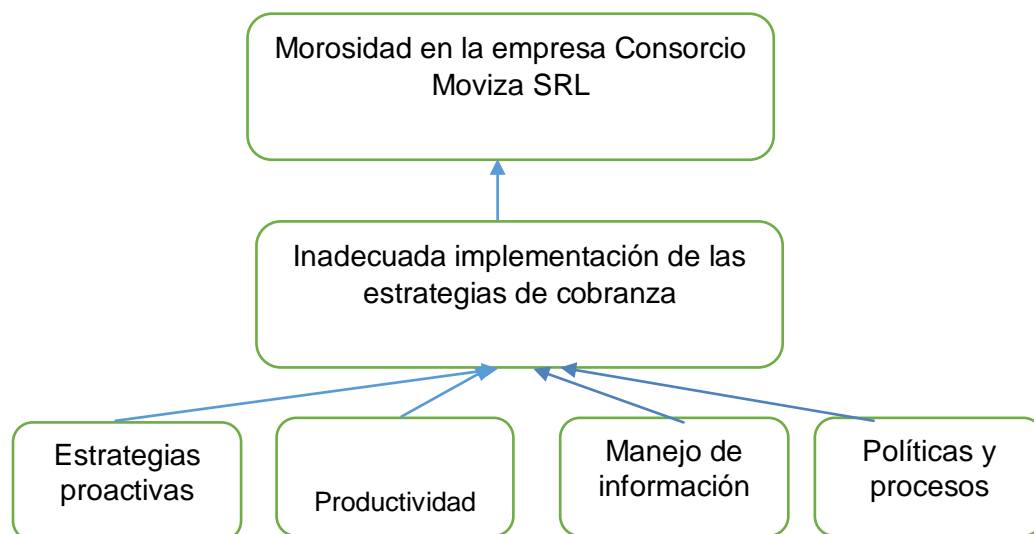 Morosidad en la empresa Consorcio
Moviza SRL
Inadecuada implementación de las
estrategias de cobranza
Estrategias
proactivas
Productividad
Manejo de
información
Políticas y
procesos